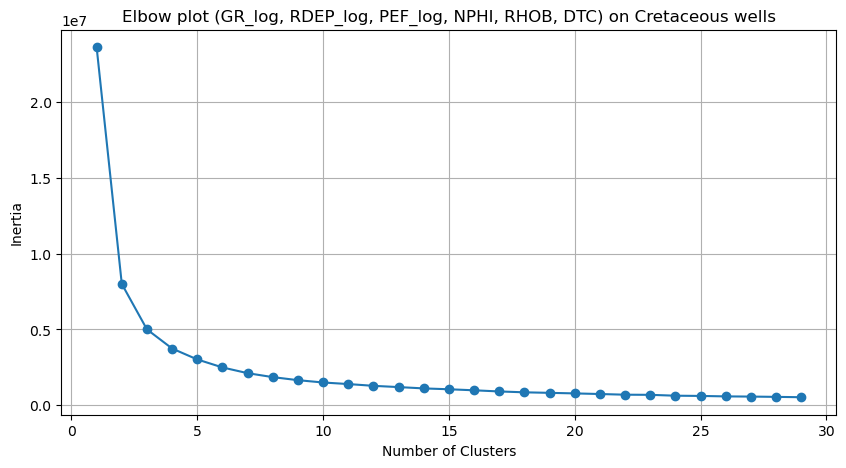 Elbow plot (GR_log, RDEP_log, PEF_log, NPHI, RHOB, DTC) on Cretaceous wells
1e7
2.0
1.5
1.0
0.5
0.0
Inertia
0 5 10 15 20 25 30
Number of Clusters